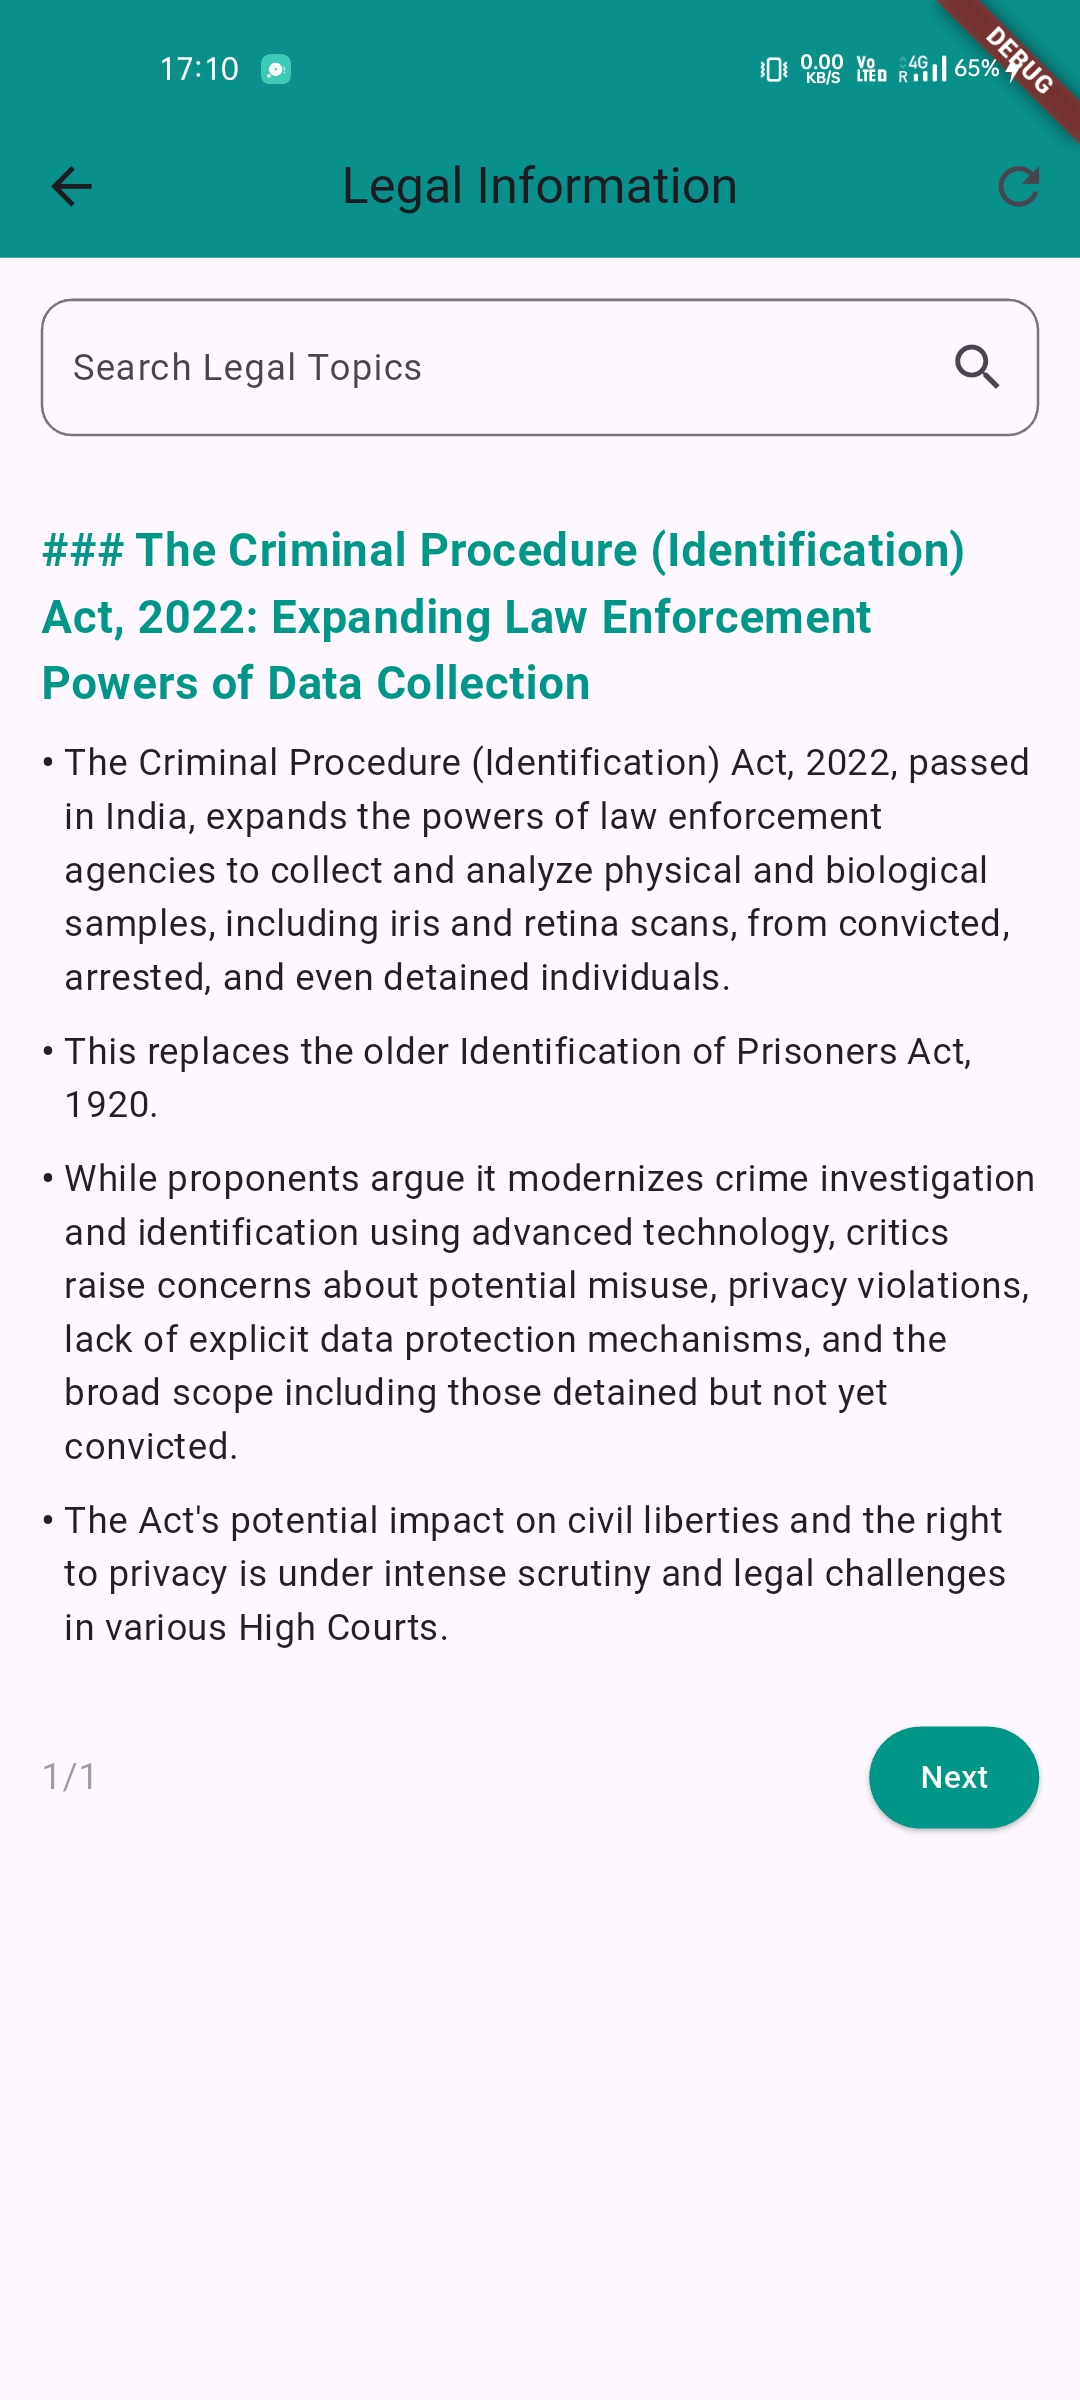 17:10
0.00
KB/S
Vo
LTED
4G
R
65%
DEBUG
Legal Information
Search Legal Topics
### The Criminal Procedure (Identification)
Act, 2022: Expanding Law Enforcement
Powers of Data Collection
• The Criminal Procedure (Identification) Act, 2022, passed
in India, expands the powers of law enforcement
agencies to collect and analyze physical and biological
samples, including iris and retina scans, from convicted,
arrested, and even detained individuals.
• This replaces the older Identification of Prisoners Act,
1920.
• While proponents argue it modernizes crime investigation
and identification using advanced technology, critics
raise concerns about potential misuse, privacy violations,
lack of explicit data protection mechanisms, and the
broad scope including those detained but not yet
convicted.
• The Act's potential impact on civil liberties and the right
to privacy is under intense scrutiny and legal challenges
in various High Courts.
1/1
Next